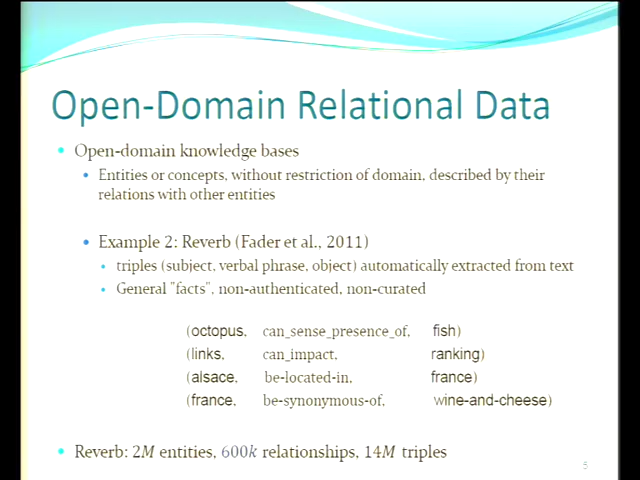 Open-Domain Relational Data
Open-domain knowledge bases
Entities or concepts, without restriction of domain, described by their
relations with other entities
Example 2: Reverb (Fader et al., 2011)
triples (subject, verbal phrase, object) automatically extracted from text
General "facts", non-authenticated, non-curated
(octopus, can_sense_presence_of, fish)
(links, can_impact, ranking)
(alsace, be-located-in, france)
(france, be-synonymous-of, wine-and-cheese)
Reverb: 2M entities, 600k relationships, 14M triples
5